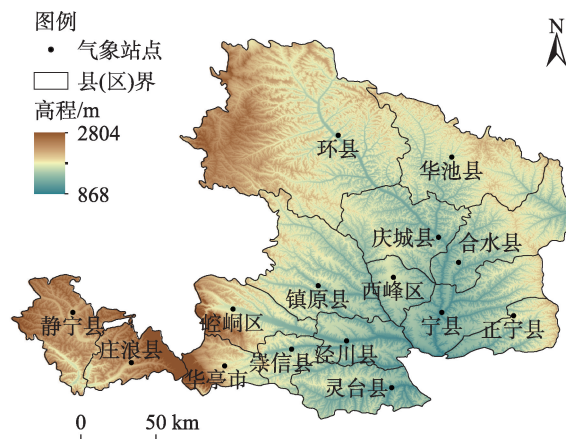 图例
气象站点
县(区)界
高程/m
2804
868
N
环县
华池县
庆城县
合水县
西峰区
镇原县
宁县
正宁县
崆峒区
静宁县
庄浪县
崇信县
泾川县
华亭市
灵台县
0 50 km